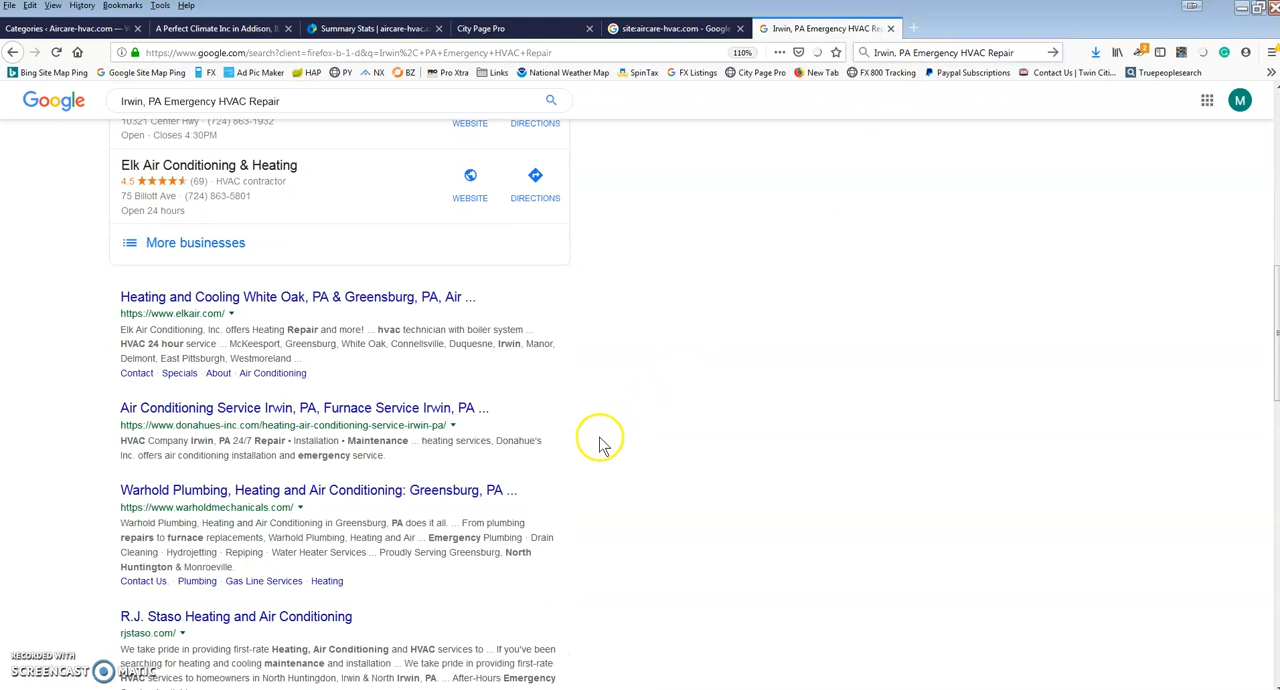 File Edit View History Bookmarks Tools Help
Categories - Aircare-hvac.com —
A Perfect Climate Inc in Addison, I
Summary Stats | aircare-hvac.c
City Page Pro
site:aircare-hvac.com - Google
Irwin, PA Emergency HVAC Rep
https://www.google.com/search?client=firefox-b-1-d&q=Irwin%2C+PA+Emergency+HVAC+Repair
110%
Irwin, PA Emergency HVAC Repair
Bing Site Map Ping Google Site Map Ping FX Ad Pic Maker HAP PY NX BZ Pro Xtra Links National Weather Map SpinTax FX Listings City Page Pro New Tab FX 800 Tracking Paypal Subscriptions Contact Us | Twin Citi... Truepeoplesearch
Google
Irwin, PA Emergency HVAC Repair
M
10321 Center Hwy · (724) 863-1932
WEBSITE
DIRECTIONS
Open · Closes 4:30PM
Elk Air Conditioning & Heating
4.5 (69) · HVAC contractor
75 Billott Ave · (724) 863-5801
WEBSITE
DIRECTIONS
Open 24 hours
More businesses
Heating and Cooling White Oak, PA & Greensburg, PA, Air ...
https://www.elkair.com/
Elk Air Conditioning, Inc. offers Heating Repair and more! ... hvac technician with boiler system ...
HVAC 24 hour service ... McKeesport, Greensburg, White Oak, Connellsville, Duquesne, Irwin, Manor,
Delmont, East Pittsburgh, Westmoreland ...
Contact · Specials · About · Air Conditioning
Air Conditioning Service Irwin, PA, Furnace Service Irwin, PA ...
https://www.donahues-inc.com/heating-air-conditioning-service-irwin-pa/
HVAC Company Irwin, PA 24/7 Repair • Installation • Maintenance ... heating services, Donahue's
Inc. offers air conditioning installation and emergency service.
Warhold Plumbing, Heating and Air Conditioning: Greensburg, PA ...
https://www.warholdmechanicals.com/
Warhold Plumbing, Heating and Air Conditioning in Greensburg, PA does it all. ... From plumbing
repairs to furnace replacements, Warhold Plumbing, Heating and Air ... Emergency Plumbing · Drain
Cleaning · Hydrojetting · Repiping · Water Heater Services ... Proudly Serving Greensburg, North
Huntington & Monroeville.
Contact Us. · Plumbing · Gas Line Services · Heating
R.J. Staso Heating and Air Conditioning
rjstaso.com/
We take pride in providing first-rate Heating, Air Conditioning and HVAC services to ... If you've been
searching for heating and cooling maintenance and installation ... We take pride in providing first-rate
HVAC services to homeowners in North Huntingdon, Irwin & North Irwin, PA. ... After-Hours Emergency
RECORDED WITH
SCREENCAST MATIC